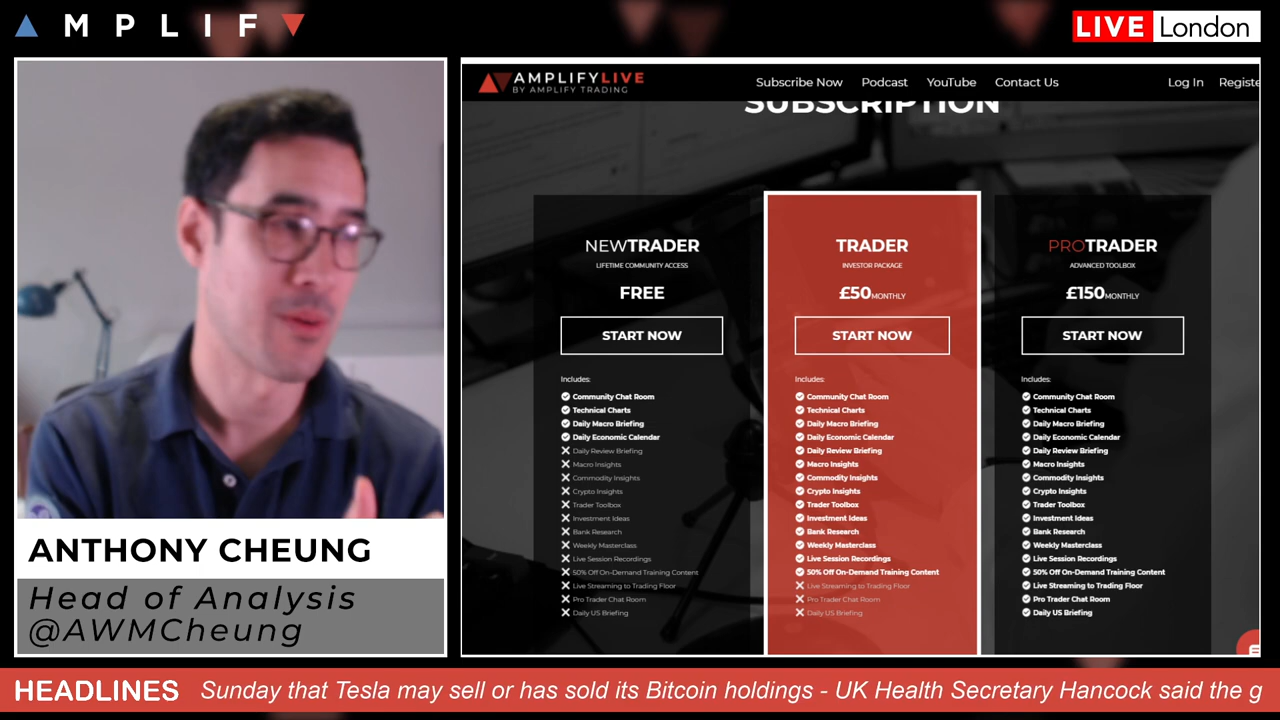 AMPLIFY
LIVE London
AMPLIFYLIVE
BY AMPLIFY TRADING
Subscribe Now Podcast YouTube Contact Us Log In Registe
SUBSCRIPTION
NEWTRADER
LIFETIME COMMUNITY ACCESS
FREE
START NOW
Includes:
Community Chat Room
Technical Charts
Daily Macro Briefing
Daily Economic Calendar
Daily Review Briefing
Macro Insights
Commodity Insights
Crypto Insights
Trader Toolbox
Investment Ideas
Bank Research
Weekly Masterclass
Live Session Recordings
50% Off On-Demand Training Content
Live Streaming to Trading Floor
Pro Trader Chat Room
Daily US Briefing
TRADER
INVESTOR PACKAGE
£50MONTHLY
START NOW
Includes:
Community Chat Room
Technical Charts
Daily Macro Briefing
Daily Economic Calendar
Daily Review Briefing
Macro Insights
Commodity Insights
Crypto Insights
Trader Toolbox
Investment Ideas
Bank Research
Weekly Masterclass
Live Session Recordings
50% Off On-Demand Training Content
Live Streaming to Trading Floor
Pro Trader Chat Room
Daily US Briefing
PROTRADER
ADVANCED TOOLBOX
£150MONTHLY
START NOW
Includes:
Community Chat Room
Technical Charts
Daily Macro Briefing
Daily Economic Calendar
Daily Review Briefing
Macro Insights
Commodity Insights
Crypto Insights
Trader Toolbox
Investment Ideas
Bank Research
Weekly Masterclass
Live Session Recordings
50% Off On-Demand Training Content
Live Streaming to Trading Floor
Pro Trader Chat Room
Daily US Briefing
ANTHONY CHEUNG
Head of Analysis
@AWMCheung
HEADLINES Sunday that Tesla may sell or has sold its Bitcoin holdings - UK Health Secretary Hancock said the g